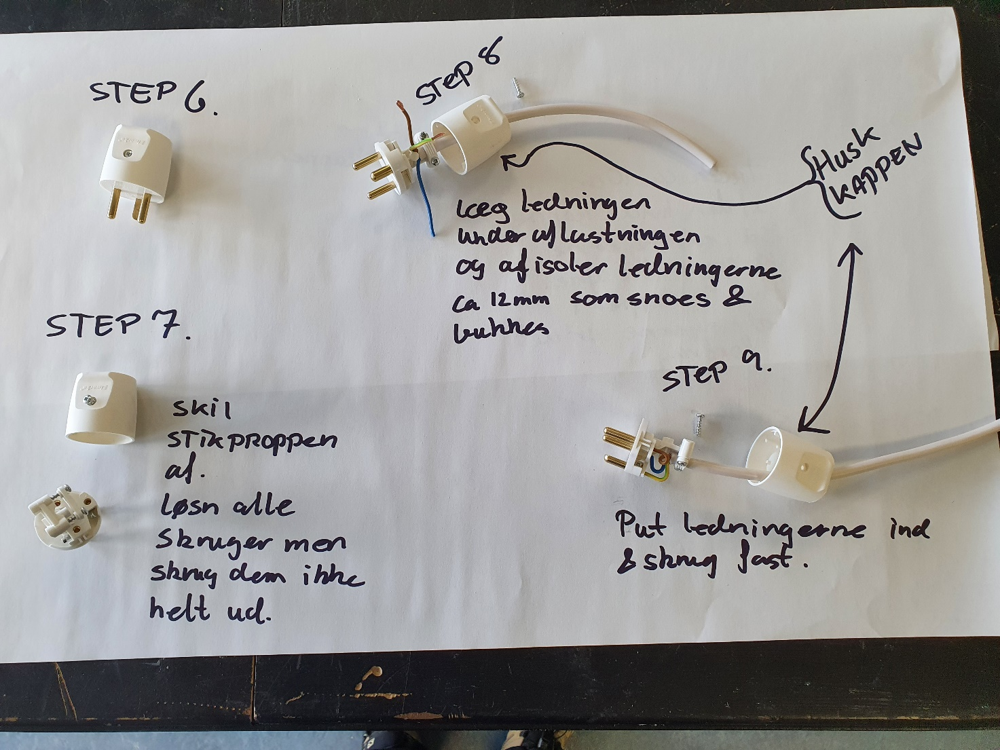 STEP 6.
STEP 7.
Skil
STikproppen
af.
Løsn alle
Skruger men
skrug dem ikke
helt ud.
STEP 8
Læg ledningen
under aflastningen
og afisoler ledningerne
ca 12mm som snoes &
bukkes
Husk
KAPPEN
STEP 9.
Put ledningerne ind
& skrug fast.